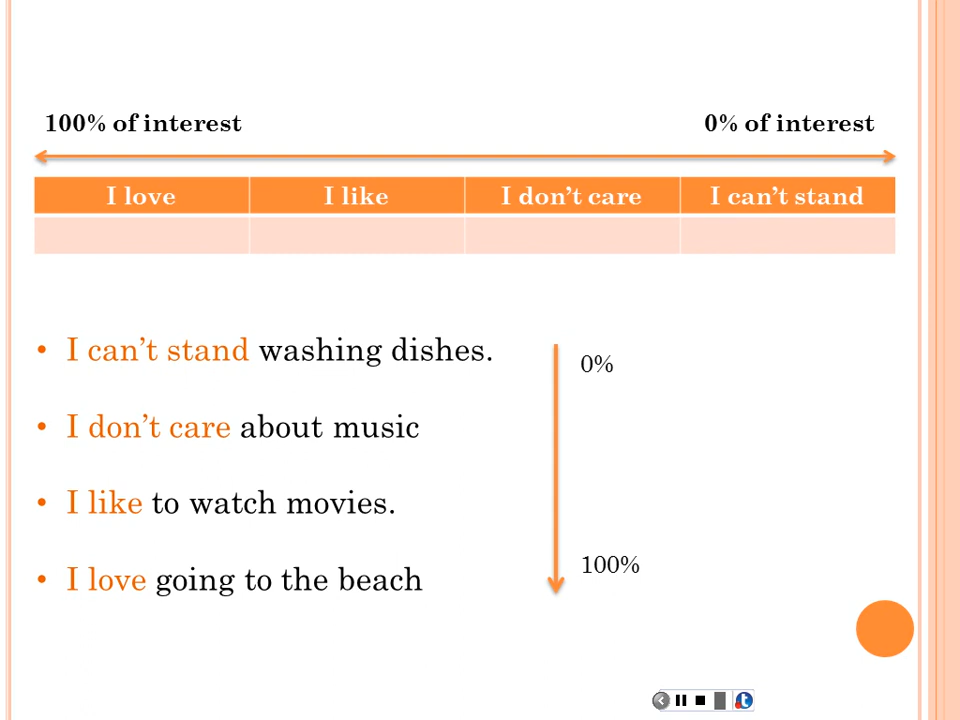 100% of interest 0% of interest
I love I like I don't care I can't stand
• I can't stand washing dishes.
0%
• I don't care about music
• I like to watch movies.
100%
• I love going to the beach